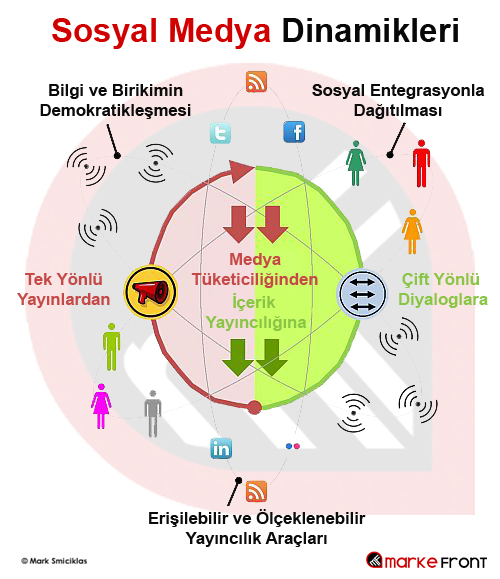 Sosyal Medya Dinamikleri
Bilgi ve Birikimin
Demokratikleşmesi
Sosyal Entegrasyonla
Dağıtılması
Medya
Tüketiciliğinden
İçerik
Yayıncılığına
Tek Yönlü
Yayınlardan
Çift Yönlü
Diyaloglara
in
Erişilebilir ve Ölçeklenebilir
Yayıncılık Araçları
© Mark Smiciklas
markeFront